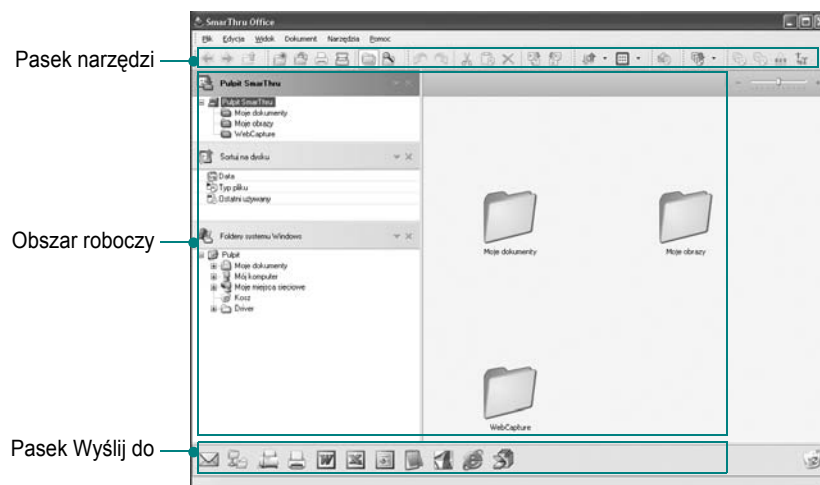 SmarThru Office
Plik Edycja Widok Dokument Narzędzia Pomoc
Pasek narzędzi
Pulpit SmarThru
Pulpit SmarThru
Moje dokumenty
Moje obrazy
WebCapture
Sortuj na dysku
Data
Typ pliku
Ostatni używany
Obszar roboczy
Foldery systemu Windows
Pulpit
Moje dokumenty
Mój komputer
Moje miejsca sieciowe
Kosz
Driver
Moje dokumenty
Moje obrazy
WebCapture
Pasek Wyślij do